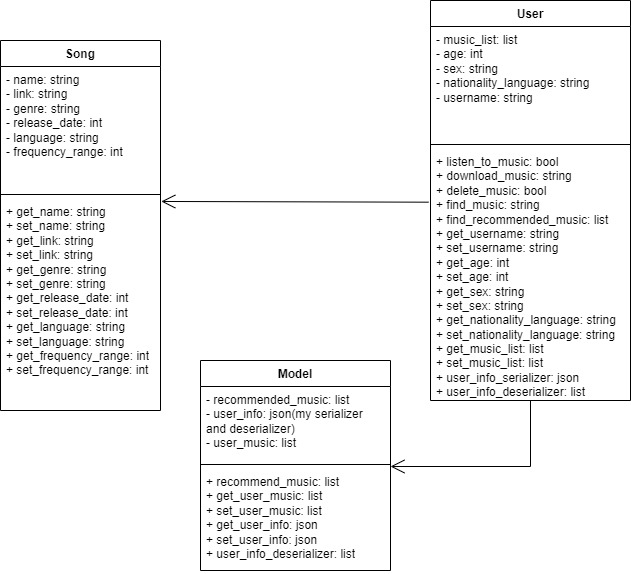 User
- music_list: list
- age: int
- sex: string
- nationality_language: string
- username: string
+ listen_to_music: bool
+ download_music: string
+ delete_music: bool
+ find_music: string
+ find_recommended_music: list
+ get_username: string
+ set_username: string
+ get_age: int
+ set_age: int
+ get_sex: string
+ set_sex: string
+ get_nationality_language: string
+ set_nationality_language: string
+ get_music_list: list
+ set_music_list: list
+ user_info_serializer: json
+ user_info_deserializer: list
Song
- name: string
- link: string
- genre: string
- release_date: int
- language: string
- frequency_range: int
+ get_name: string
+ set_name: string
+ get_link: string
+ set_link: string
+ get_genre: string
+ set_genre: string
+ get_release_date: int
+ set_release_date: int
+ get_language: string
+ set_language: string
+ get_frequency_range: int
+ set_frequency_range: int
Model
- recommended_music: list
- user_info: json(my serializer
and deserializer)
- user_music: list
+ recommend_music: list
+ get_user_music: list
+ set_user_music: list
+ get_user_info: json
+ set_user_info: json
+ user_info_deserializer: list